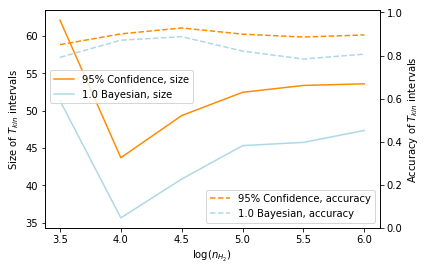 60
55
50
45
40
35
Size of T_kin intervals
1.0
0.8
0.6
0.4
0.2
0.0
Accuracy of T_kin intervals
95% Confidence, size
1.0 Bayesian, size
95% Confidence, accuracy
1.0 Bayesian, accuracy
3.5 4.0 4.5 5.0 5.5 6.0
log(n_H₂)